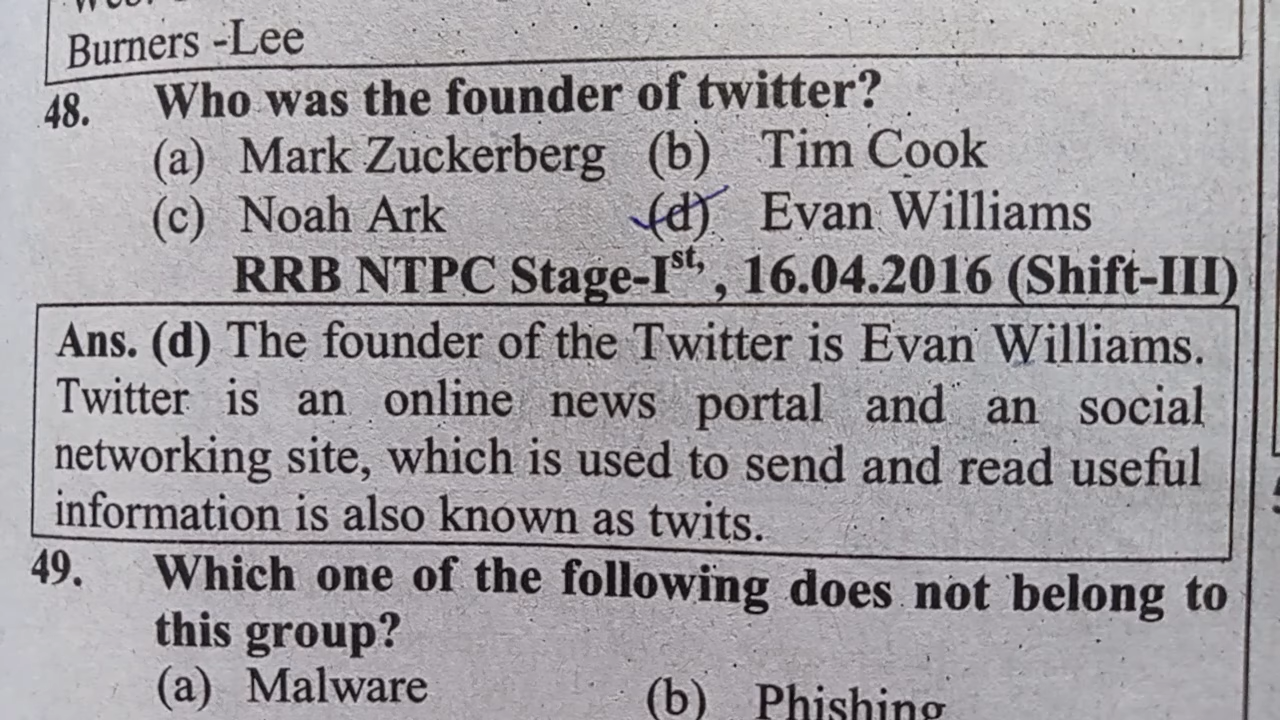 Burners -Lee
48. Who was the founder of twitter?
(a) Mark Zuckerberg (b) Tim Cook
(c) Noah Ark (d) Evan Williams
RRB NTPC Stage-Ist, , 16.04.2016 (Shift-III)
Ans. (d) The founder of the Twitter is Evan Williams.
Twitter is an online news portal and an social
networking site, which is used to send and read useful
information is also known as twits.
49. Which one of the following does not belong to
this group?
(a) Malware (b) Phishing